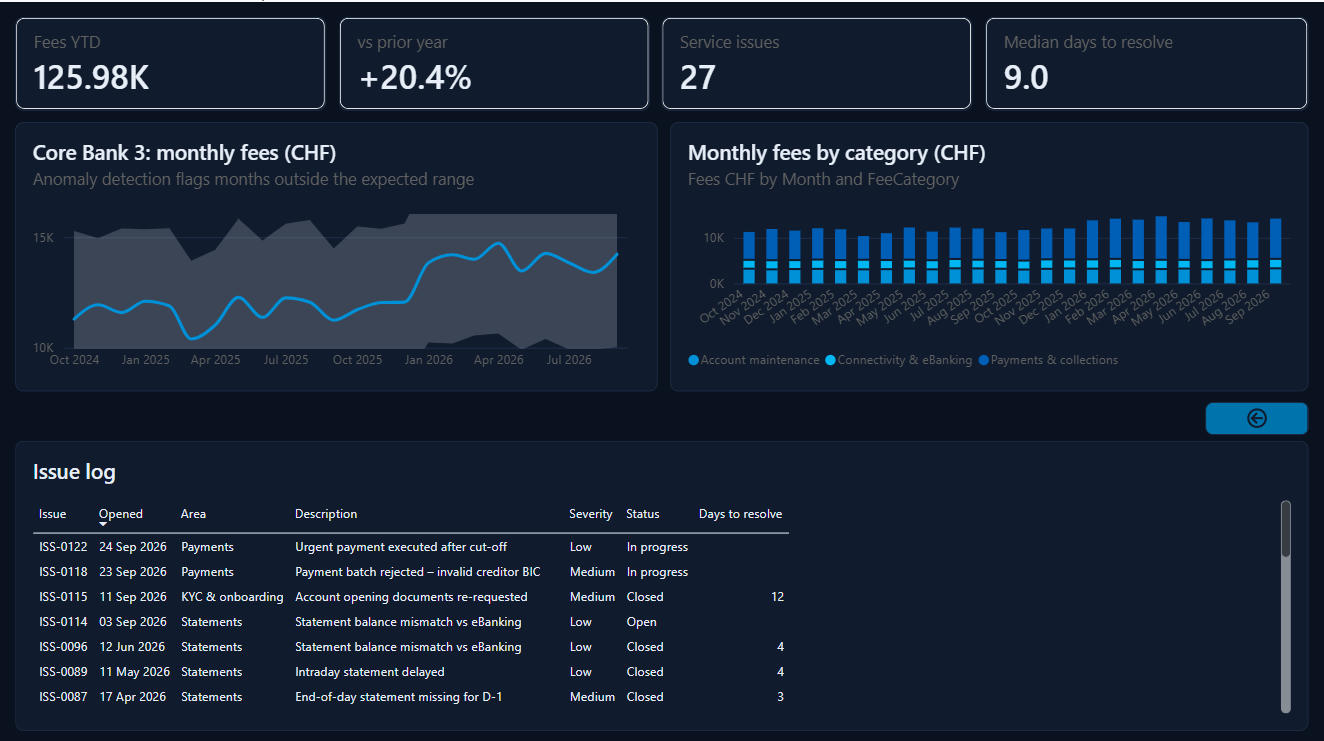 Fees YTD
125.98K
vs prior year
+20.4%
Service issues
27
Median days to resolve
9.0
Core Bank 3: monthly fees (CHF)
Anomaly detection flags months outside the expected range
15K
10K
Oct 2024 Jan 2025 Apr 2025 Jul 2025 Oct 2025 Jan 2026 Apr 2026 Jul 2026
Monthly fees by category (CHF)
Fees CHF by Month and FeeCategory
10K
0K
Oct 2024 Nov 2024 Dec 2024 Jan 2025 Feb 2025 Mar 2025 Apr 2025 May 2025 Jun 2025 Jul 2025 Aug 2025 Sep 2025 Oct 2025 Nov 2025 Dec 2025 Jan 2026 Feb 2026 Mar 2026 Apr 2026 May 2026 Jun 2026 Jul 2026 Aug 2026 Sep 2026
Account maintenance Connectivity & eBanking Payments & collections
Issue log
Issue Opened Area Description Severity Status Days to resolve
ISS-0122 24 Sep 2026 Payments Urgent payment executed after cut-off Low In progress
ISS-0118 23 Sep 2026 Payments Payment batch rejected – invalid creditor BIC Medium In progress
ISS-0115 11 Sep 2026 KYC & onboarding Account opening documents re-requested Medium Closed 12
ISS-0114 03 Sep 2026 Statements Statement balance mismatch vs eBanking Low Open
ISS-0096 12 Jun 2026 Statements Statement balance mismatch vs eBanking Low Closed 4
ISS-0089 11 May 2026 Statements Intraday statement delayed Low Closed 4
ISS-0087 17 Apr 2026 Statements End-of-day statement missing for D-1 Medium Closed 3